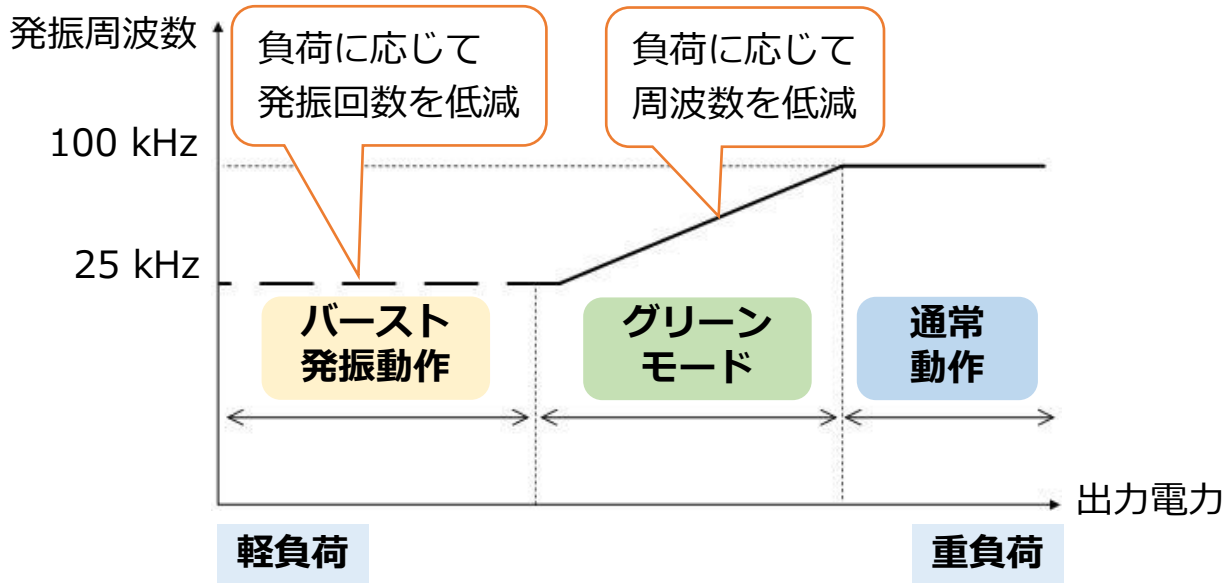 発振周波数
負荷に応じて
発振回数を低減
負荷に応じて
周波数を低減
100 kHz
25 kHz
バースト
発振動作
グリーン
モード
通常
動作
出力電力
軽負荷
重負荷